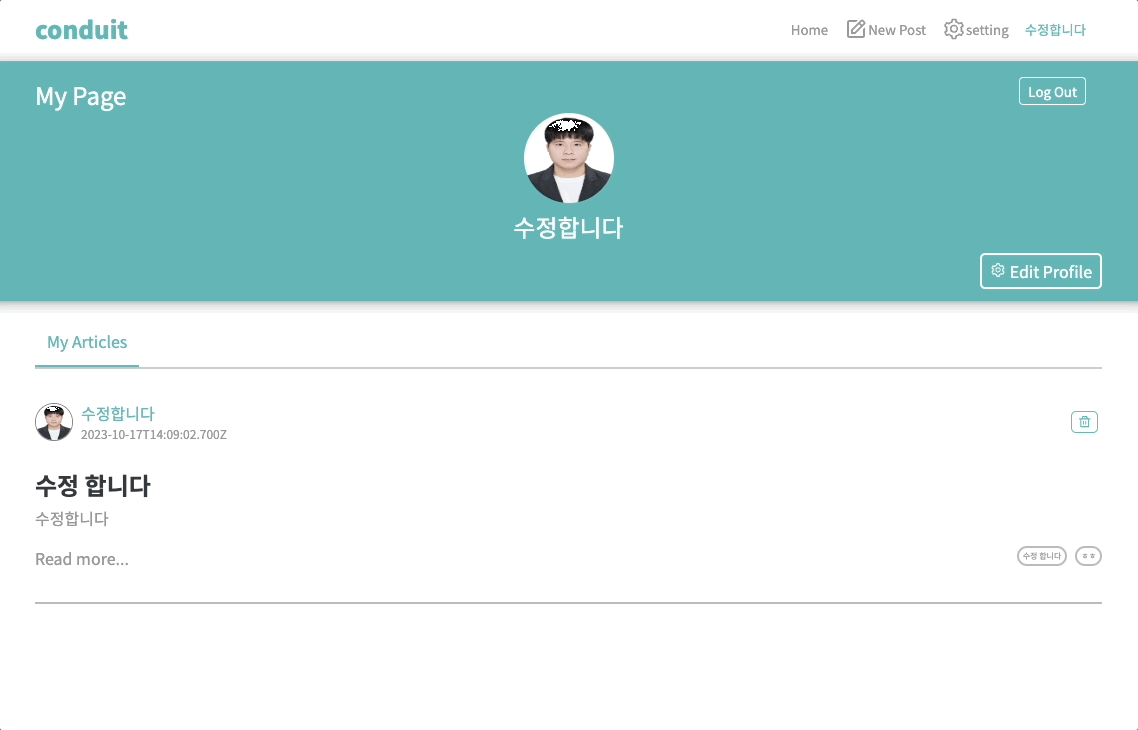 conduit
Home New Post setting 수정합니다
My Page
Log Out
수정합니다
Edit Profile
My Articles
수정합니다
2023-10-17T14:09:02.700Z
수정 합니다
수정합니다
Read more...
수정 합니다 ㅎㅎ